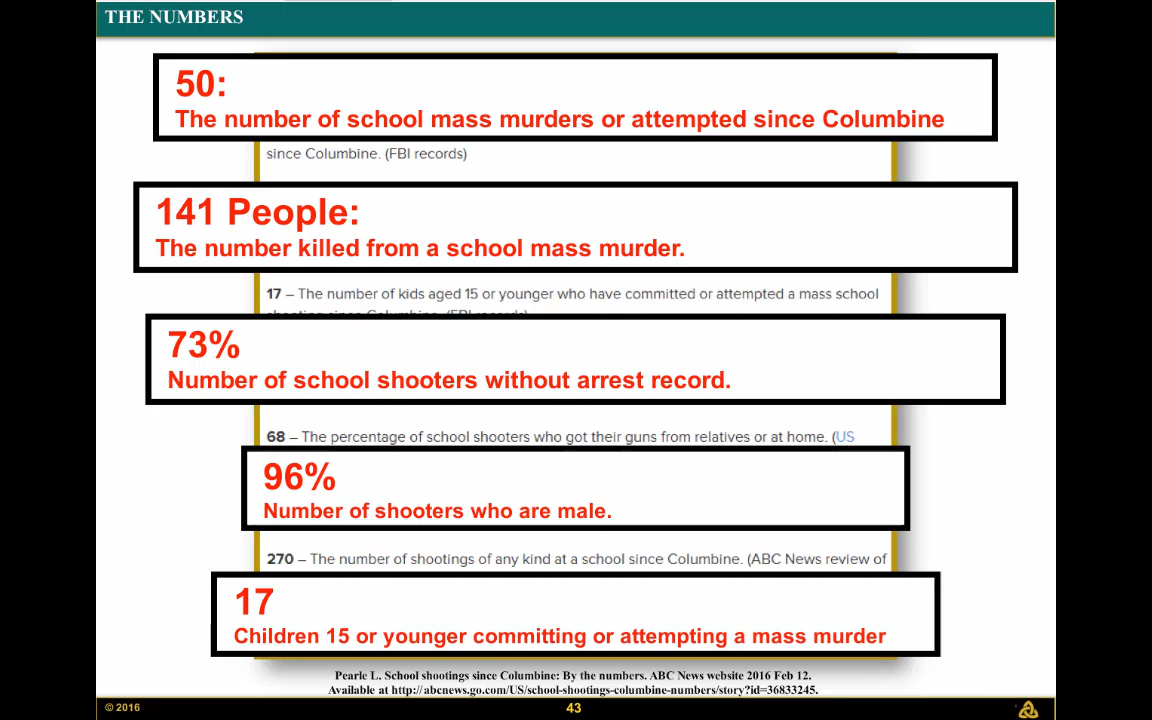 THE NUMBERS
50:
The number of school mass murders or attempted since Columbine
since Columbine. (FBI records)
141 People:
The number killed from a school mass murder.
17 – The number of kids aged 15 or younger who have committed or attempted a mass school
shooting since Columbine. (FBI records)
73%
Number of school shooters without arrest record.
68 – The percentage of school shooters who got their guns from relatives or at home. (US
96%
Number of shooters who are male.
270 – The number of shootings of any kind at a school since Columbine. (ABC News review of
17
Children 15 or younger committing or attempting a mass murder
Pearle L. School shootings since Columbine: By the numbers. ABC News website 2016 Feb 12.
Available at http://abcnews.go.com/US/school-shootings-columbine-numbers/story?id=36833245.
© 2016
43